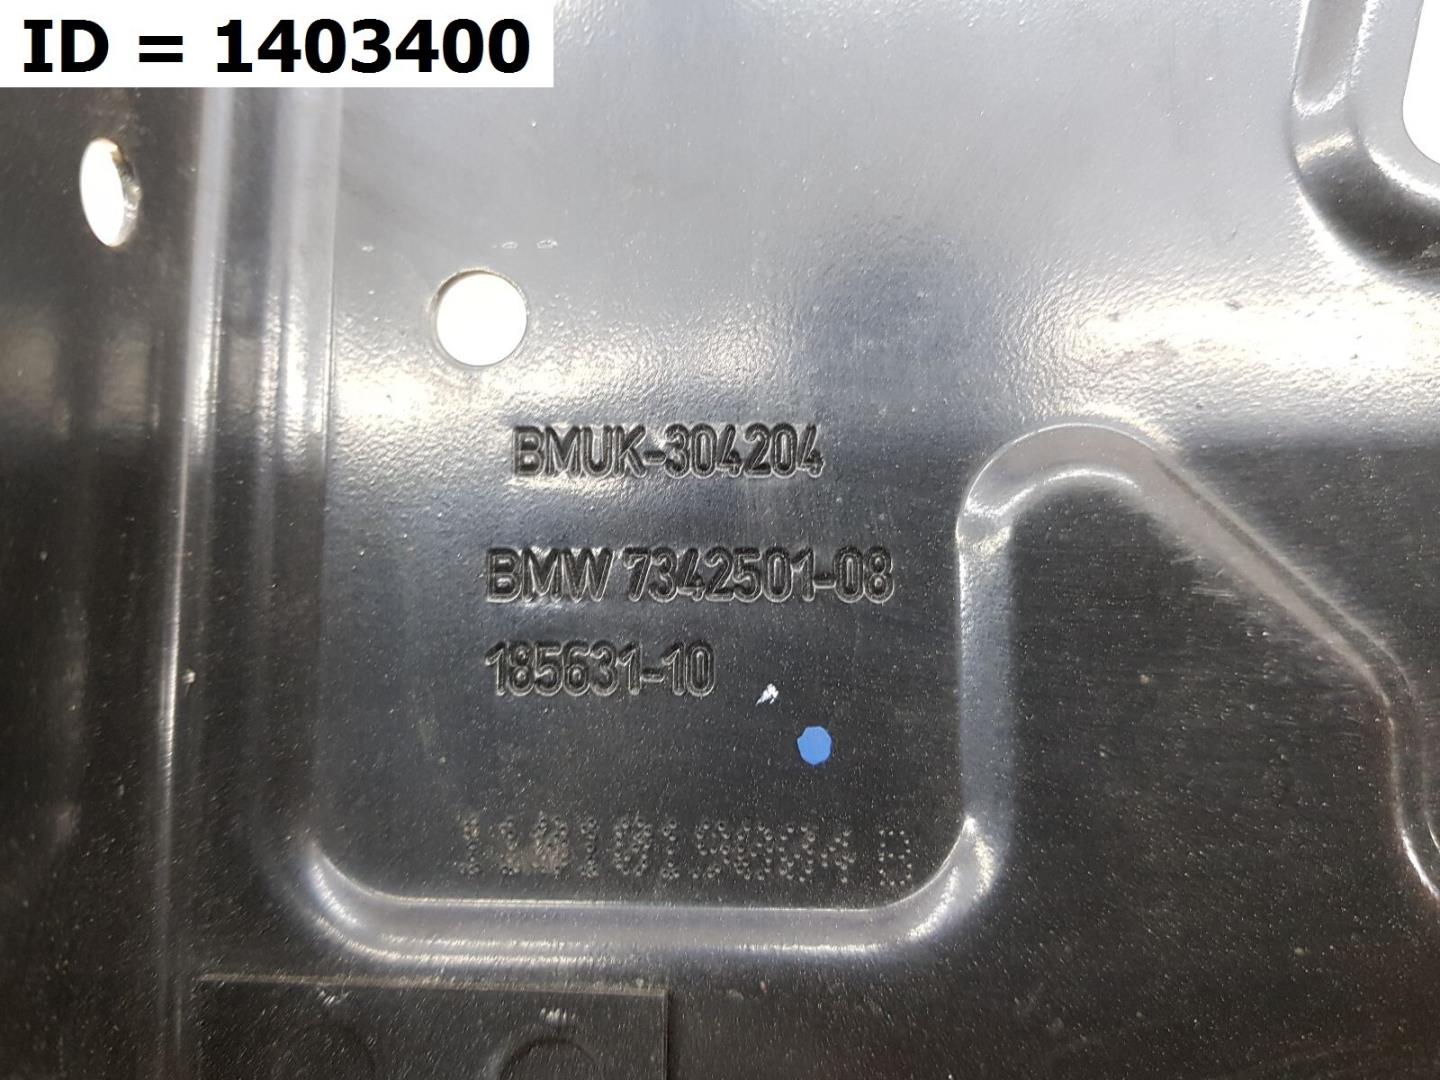 ID = 1403400
BMUK-304204
BMW 7342501-08
185631-10